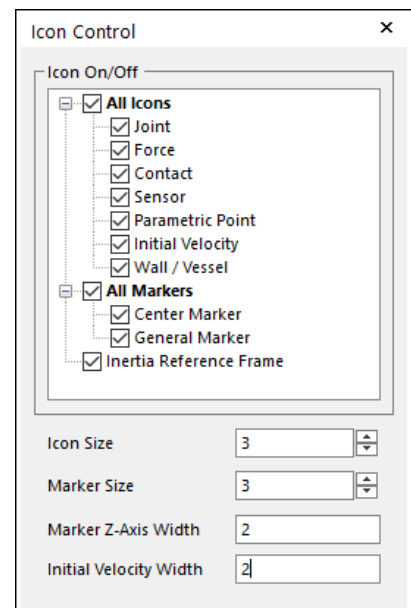 Icon Control
Icon On/Off
All Icons
Joint
Force
Contact
Sensor
Parametric Point
Initial Velocity
Wall / Vessel
All Markers
Center Marker
General Marker
Inertia Reference Frame
Icon Size 3
Marker Size 3
Marker Z-Axis Width 2
Initial Velocity Width 2